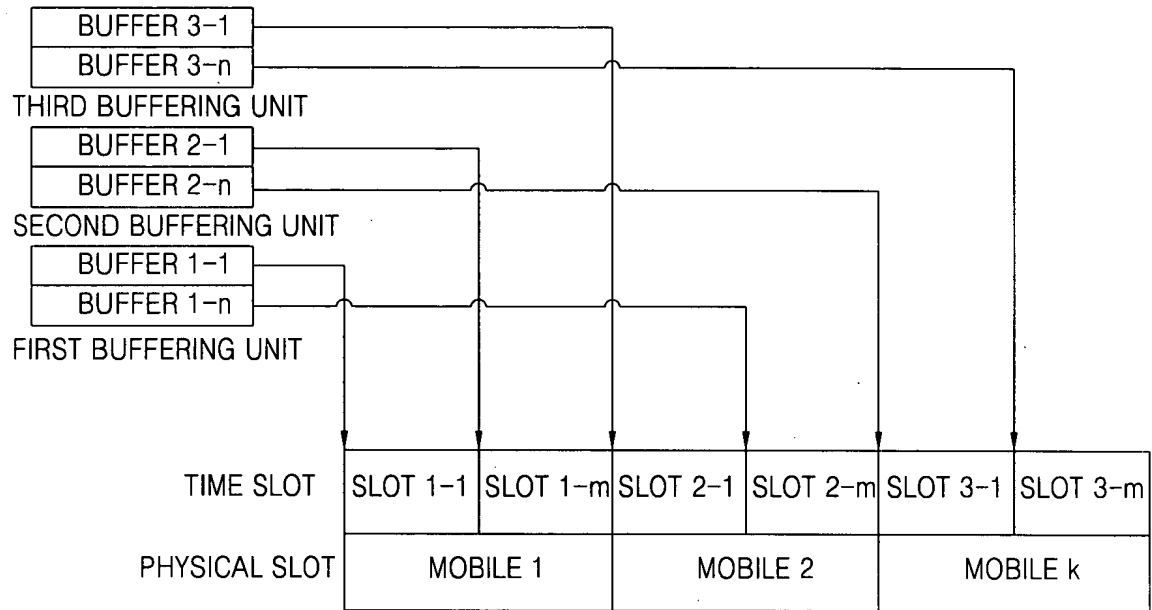 BUFFER 3-1
BUFFER 3-n
THIRD BUFFERING UNIT
BUFFER 2-1
BUFFER 2-n
SECOND BUFFERING UNIT
BUFFER 1-1
BUFFER 1-n
FIRST BUFFERING UNIT
TIME SLOT SLOT 1-1 SLOT 1-m SLOT 2-1 SLOT 2-m SLOT 3-1 SLOT 3-m
PHYSICAL SLOT MOBILE 1 MOBILE 2 MOBILE k